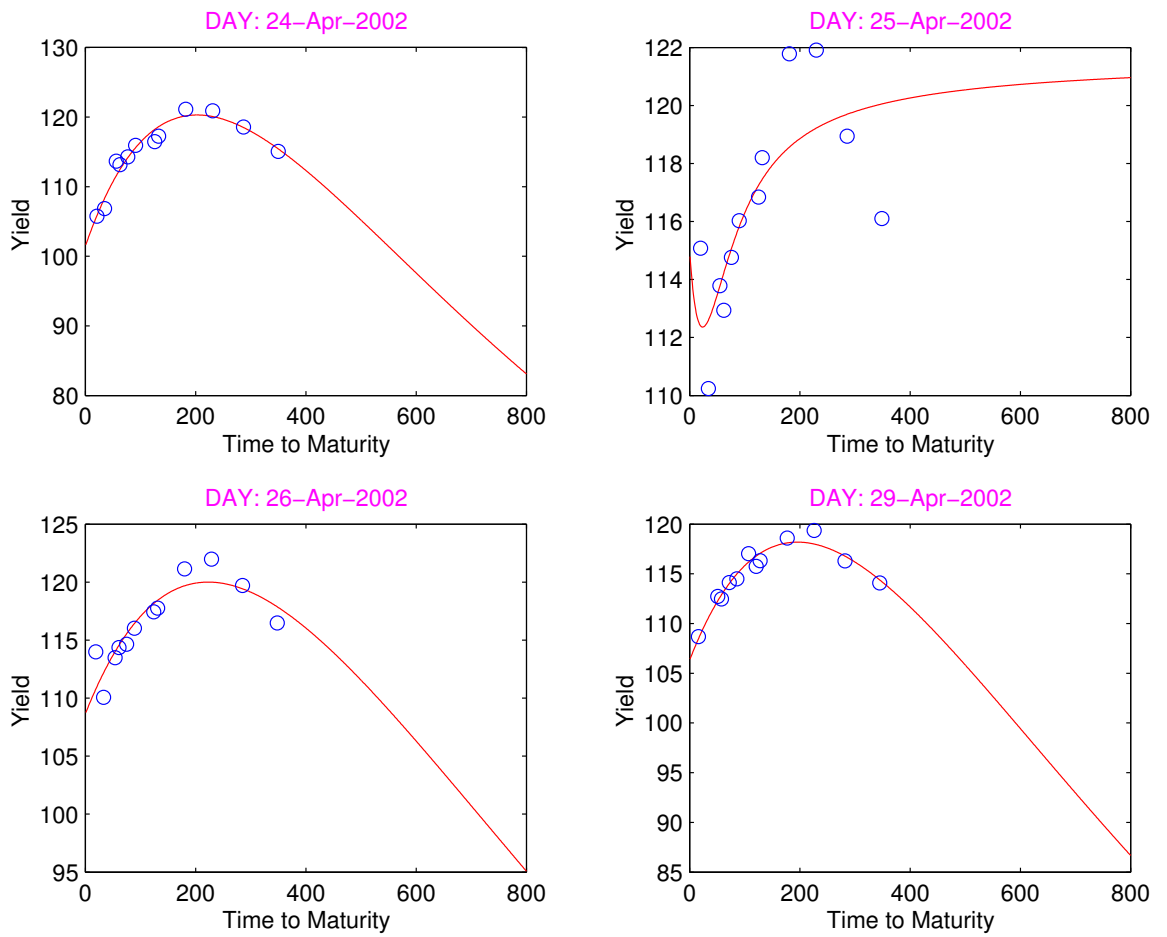 DAY: 24−Apr−2002
130
120
110
100
90
80
Yield
0 200 400 600 800
Time to Maturity
DAY: 25−Apr−2002
122
120
118
116
114
112
110
Yield
0 200 400 600 800
Time to Maturity
DAY: 26−Apr−2002
125
120
115
110
105
100
95
Yield
0 200 400 600 800
Time to Maturity
DAY: 29−Apr−2002
120
115
110
105
100
95
90
85
Yield
0 200 400 600 800
Time to Maturity